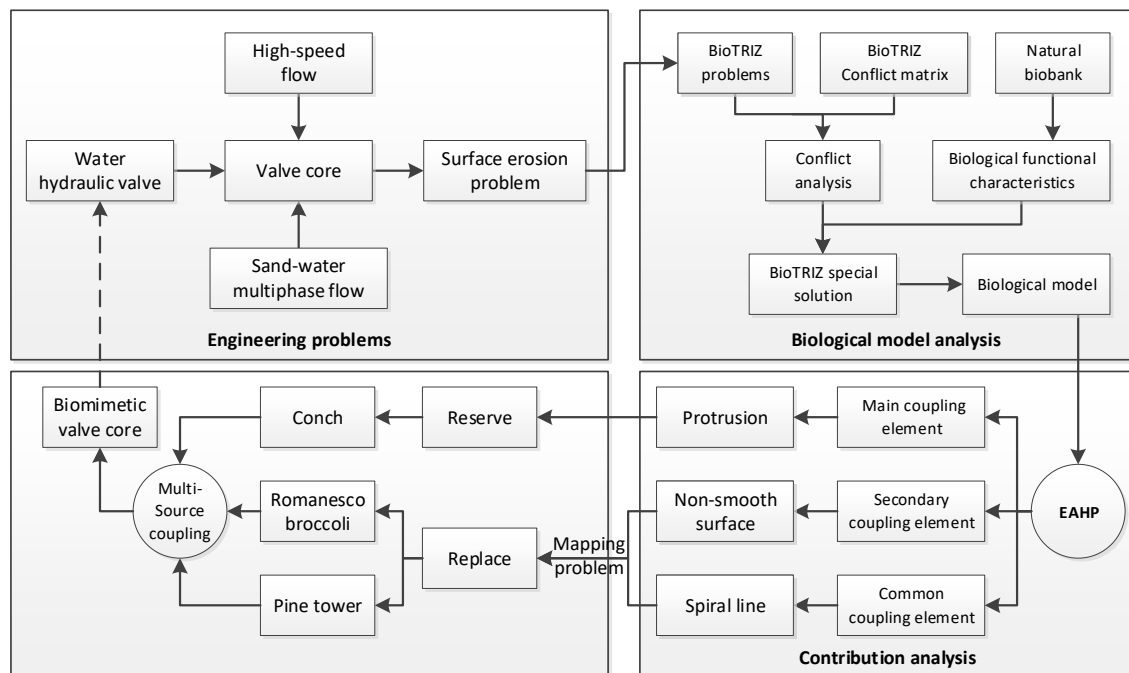 High-speed
flow
Water
hydraulic valve
Valve core
Surface erosion
problem
Sand-water
multiphase flow
Engineering problems
BioTRIZ
problems
BioTRIZ
Conflict matrix
Natural
biobank
Conflict
analysis
Biological functional
characteristics
BioTRIZ special
solution
Biological model
Biological model analysis
Biomimetic
valve core
Conch
Reserve
Multi-
Source
coupling
Romanesco
broccoli
Replace
Mapping
problem
Pine tower
Protrusion
Main coupling
element
Non-smooth
surface
Secondary
coupling element
EAHP
Spiral line
Common
coupling element
Contribution analysis